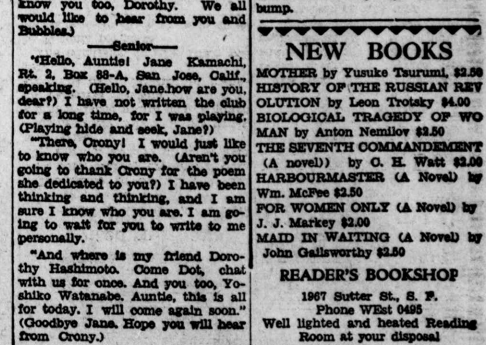 know you too, Dorothy. We all
would like to hear from you and
Bubbles.)
Senior
"Hello, Auntie! Jane Kamachi,
Rt. 2, Box 88-A, San Jose, Calif.,
speaking. (Hello, Jane.how are you,
dear?) I have not written the club
for a long time, for I was playing.
(Playing hide and seek, Jane?)
"There, Crony! I would just like
to know who you are. (Aren't you
going to thank Crony for the poem
she dedicated to you?) I have been
thinking and thinking, and I am
sure I know who you are. I am go-
ing to wait for you to write to me
personally.
"And where is my friend Doro-
thy Hashimoto. Come Dot, chat
with us for once. And you too, Yo-
shiko Watanabe. Auntie, this is all
for today. I will come again soon."
(Goodbye Jane. Hope you will hear
from Crony.)
bump.
NEW BOOKS
MOTHER by Yusuke Tsurumi, $2.50
HISTORY OF THE RUSSIAN REV
OLUTION by Leon Trotsky $4.00
BIOLOGICAL TRAGEDY OF WO
MAN by Anton Nemilov $2.50
THE SEVENTH COMMANDEMENT
(A novel)) by C. H. Watt $2.00
HARBOURMASTER (A Novel) by
Wm. McFee $2.50
FOR WOMEN ONLY (A Novel) by
J. J. Markey $2.00
MAID IN WAITING (A Novel) by
John Gailsworthy $2.50
READER'S BOOKSHOP
1967 Sutter St., S. F.
Phone WEst 0495
Well lighted and heated Reading
Room at your disposal